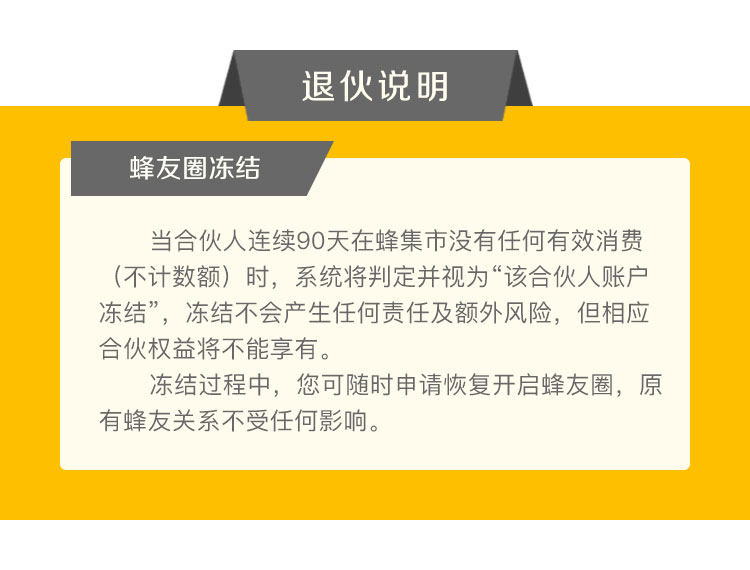 退伙说明
蜂友圈冻结
当合伙人连续90天在蜂集市没有任何有效消费
（不计数额）时，系统将判定并视为“该合伙人账户
冻结”，冻结不会产生任何责任及额外风险，但相应
合伙权益将不能享有。
冻结过程中，您可随时申请恢复开启蜂友圈，原
有蜂友关系不受任何影响。